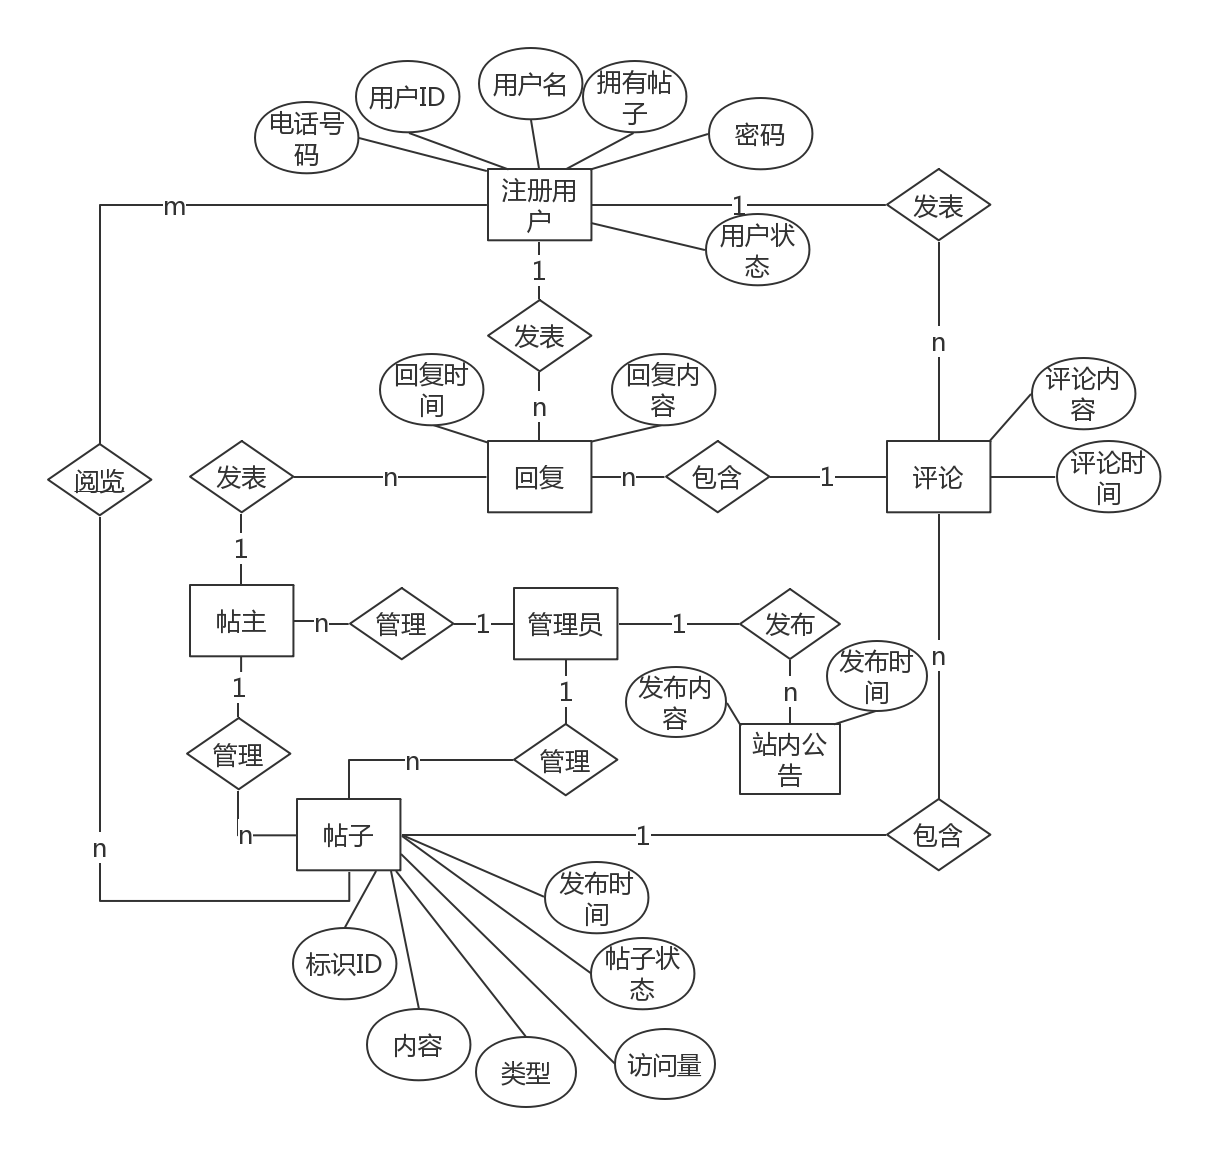 用户ID
用户名
拥有帖
子
电话号
码
密码
注册用
户
m
1
发表
用户状
态
1
发表
n
回复时
间
回复内
容
n
评论内
容
阅览
发表
n
回复
n
包含
1
评论
评论时
间
1
帖主
n
管理
1
管理员
1
发布
n
1
管理
1
管理
n
发布内
容
发布时
间
n
站内公
告
n
n
帖子
1
包含
n
发布时
间
标识ID
帖子状
态
内容
类型
访问量